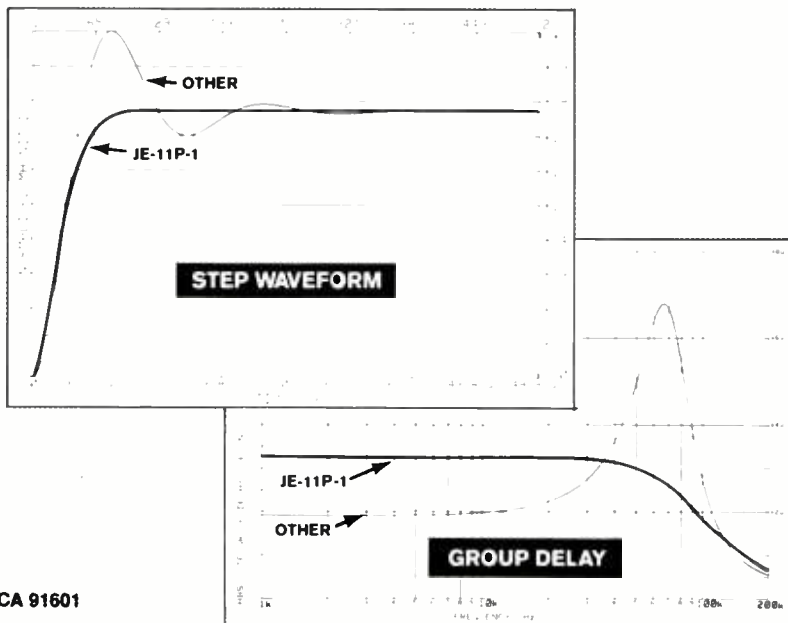 OTHER
JE-11P-1
STEP WAVEFORM
JE-11P-1
OTHER
GROUP DELAY
CA 91601
1k
200k